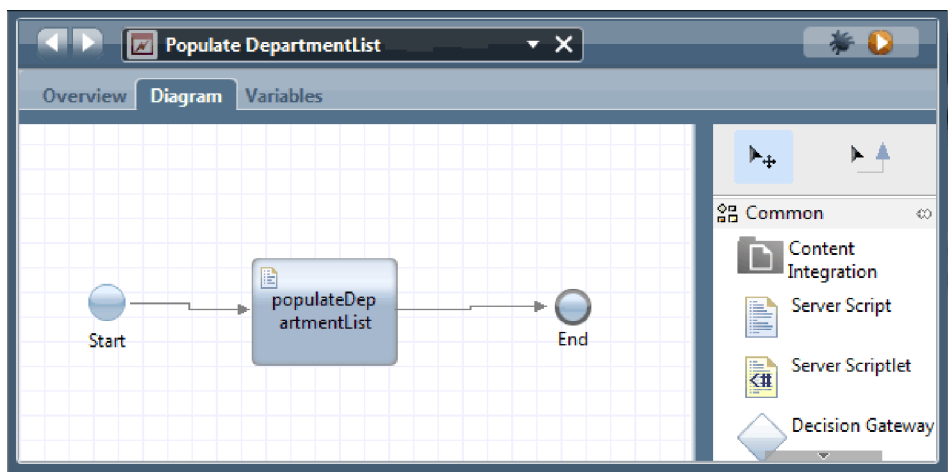 Populate DepartmentList
Overview
Diagram
Variables
Common
Content
Integration
Server Script
Server Scriptlet
<#
Decision Gateway
populateDep
artmentList
Start
End